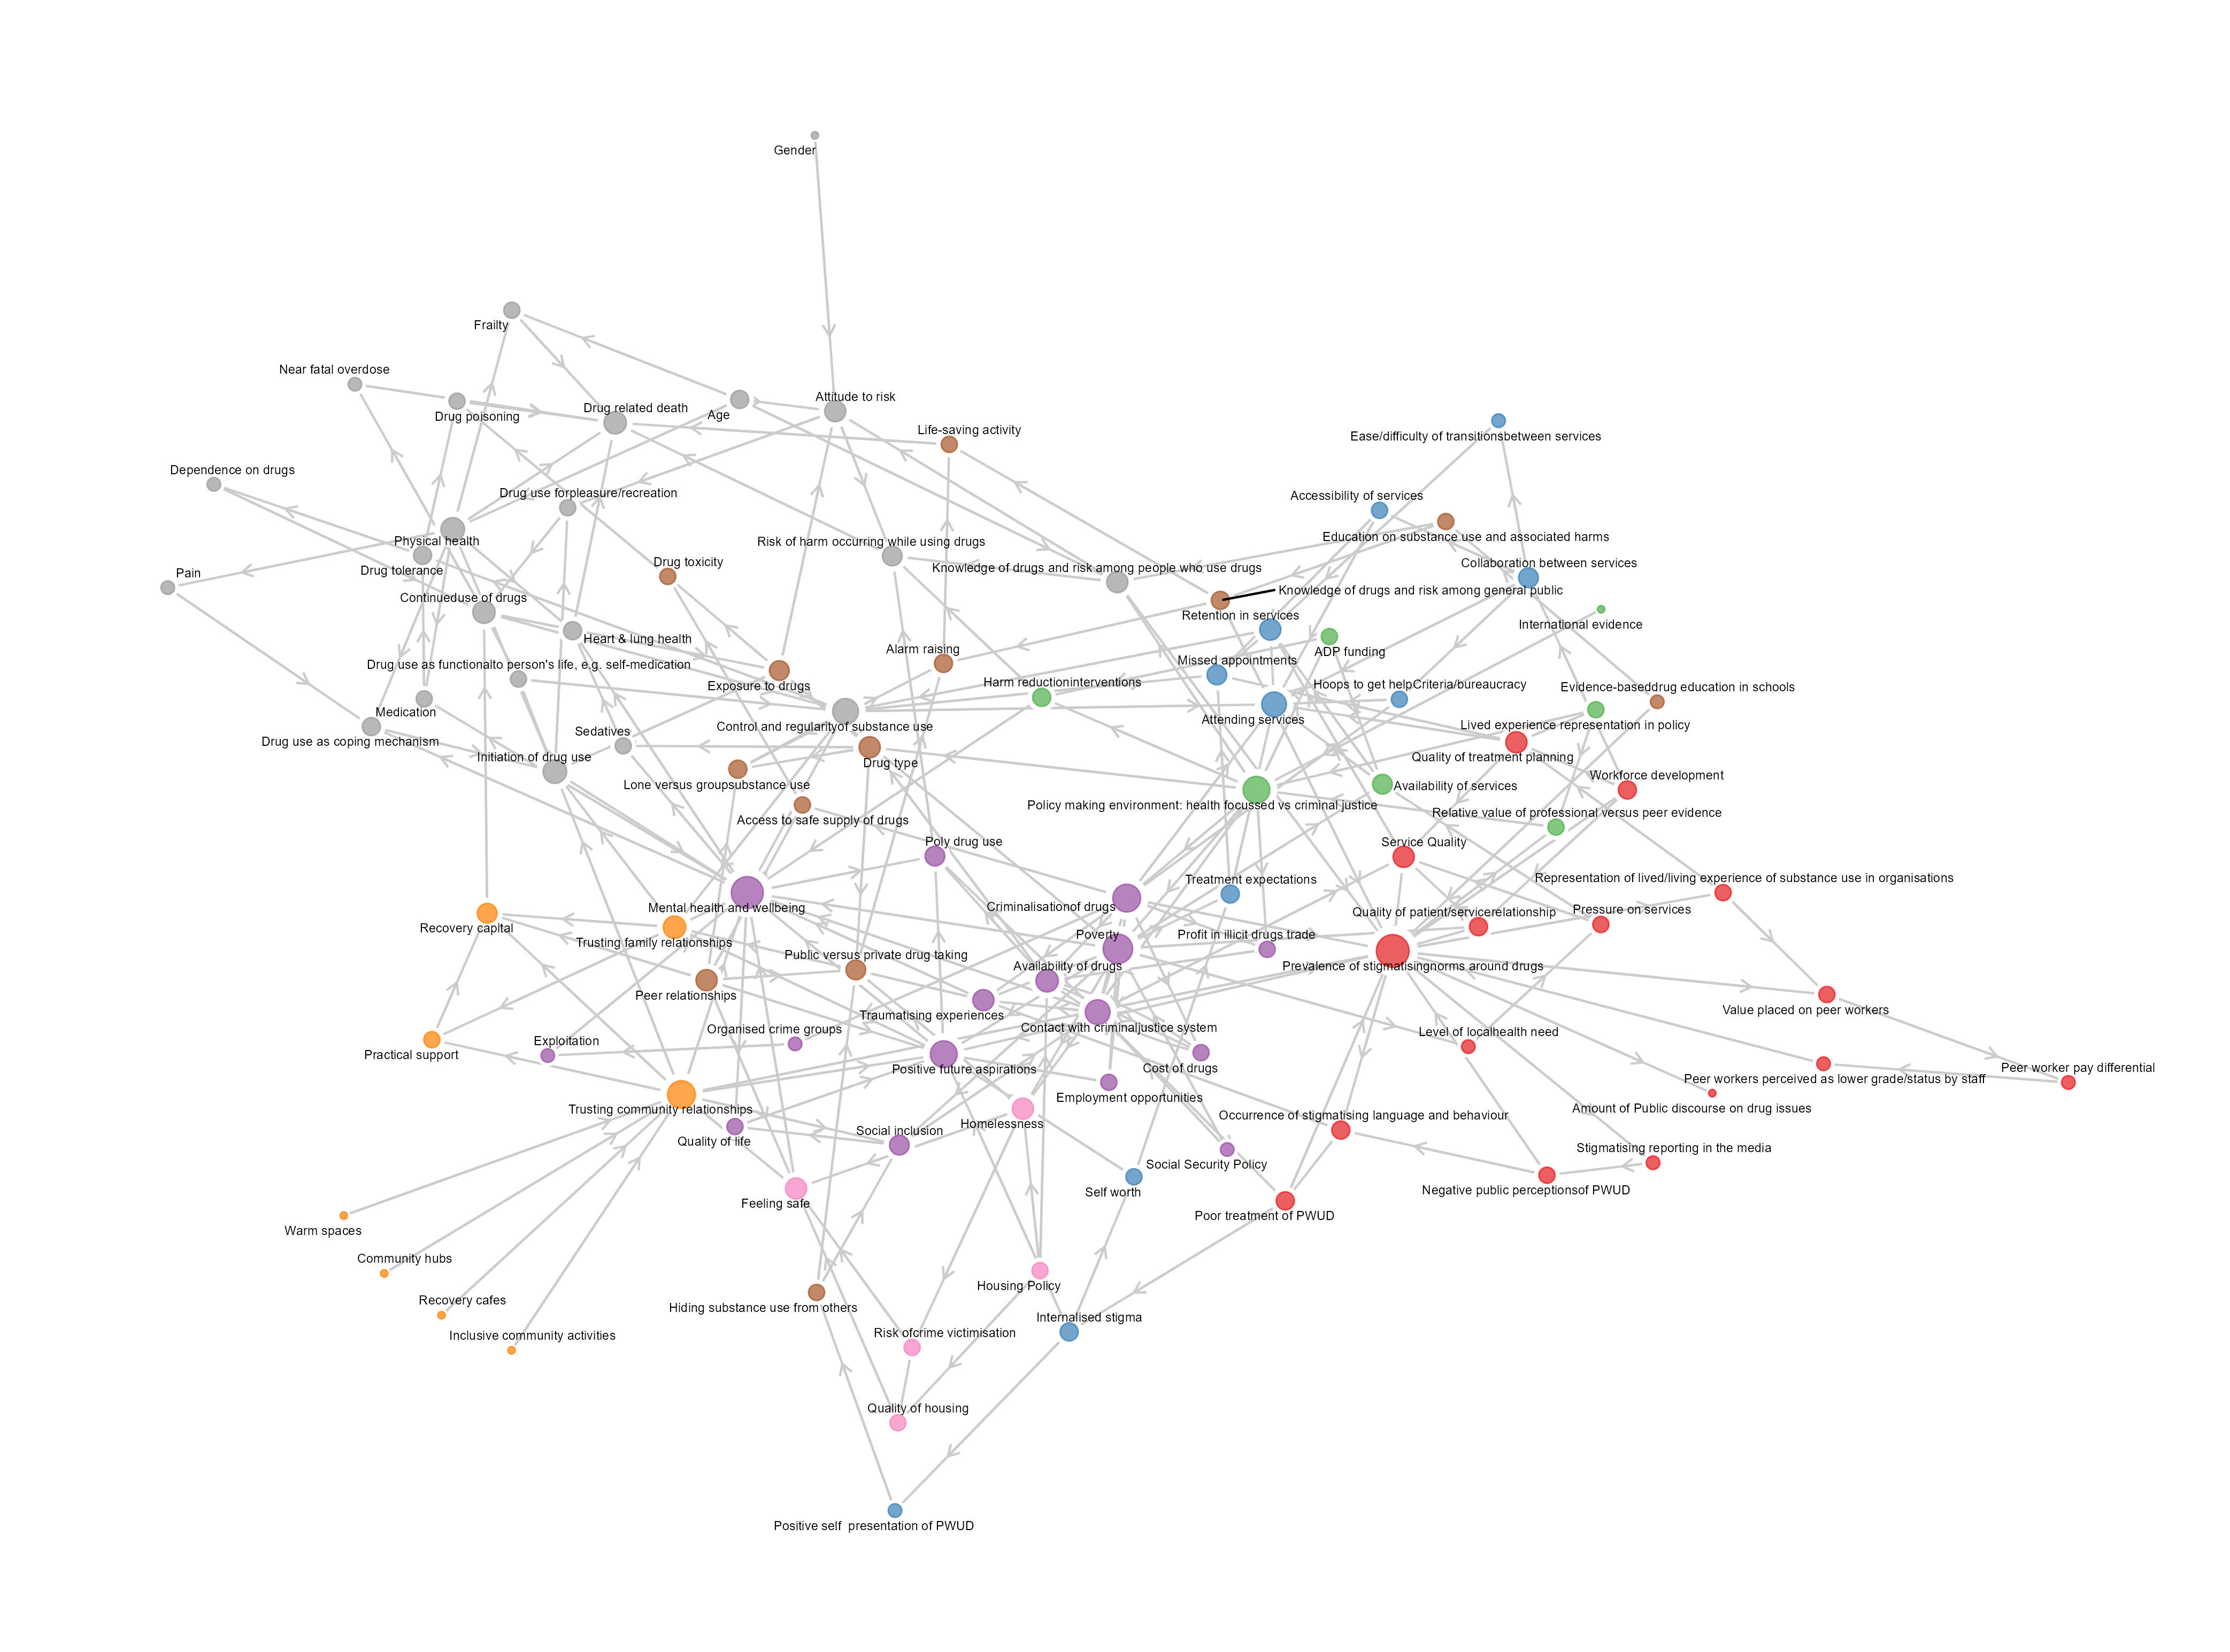 Gender
Frailty
Near fatal overdose
Attitude to risk
Drug related death
Age
Drug poisoning
Life-saving activity
Ease/difficulty of transitionsbetween services
Dependence on drugs
Drug use forpleasure/recreation
Accessibility of services
Education on substance use and associated harms
Physical health
Risk of harm occurring while using drugs
Drug toxicity
Collaboration between services
Knowledge of drugs and risk among people who use drugs
Drug tolerance
Pain
Knowledge of drugs and risk among general public
Continueduse of drugs
Retention in services
International evidence
Heart & lung health
Alarm raising
ADP funding
Drug use as functionalto person's life, e.g. self-medication
Missed appointments
Exposure to drugs
Harm reductioninterventions
Hoops to get helpCriteria/bureaucracy
Evidence-baseddrug education in schools
Medication
Attending services
Control and regularityof substance use
Lived experience representation in policy
Sedatives
Drug use as coping mechanism
Initiation of drug use
Drug type
Quality of treatment planning
Workforce development
Lone versus groupsubstance use
Availability of services
Policy making environment: health focussed vs criminal justice
Relative value of professional versus peer evidence
Access to safe supply of drugs
Poly drug use
Service Quality
Treatment expectations
Representation of lived/living experience of substance use in organisations
Mental health and wellbeing
Criminalisationof drugs
Quality of patient/servicerelationship
Pressure on services
Recovery capital
Poverty
Profit in illicit drugs trade
Trusting family relationships
Public versus private drug taking
Availability of drugs
Prevalence of stigmatisingnorms around drugs
Peer relationships
Value placed on peer workers
Traumatising experiences
Organised crime groups
Contact with criminaljustice system
Level of localhealth need
Exploitation
Practical support
Positive future aspirations
Cost of drugs
Peer worker pay differential
Peer workers perceived as lower grade/status by staff
Employment opportunities
Trusting community relationships
Amount of Public discourse on drug issues
Occurrence of stigmatising language and behaviour
Homelessness
Social inclusion
Quality of life
Stigmatising reporting in the media
Social Security Policy
Self worth
Negative public perceptionsof PWUD
Feeling safe
Poor treatment of PWUD
Warm spaces
Community hubs
Housing Policy
Recovery cafes
Hiding substance use from others
Internalised stigma
Risk ofcrime victimisation
Inclusive community activities
Quality of housing
Positive self  presentation of PWUD